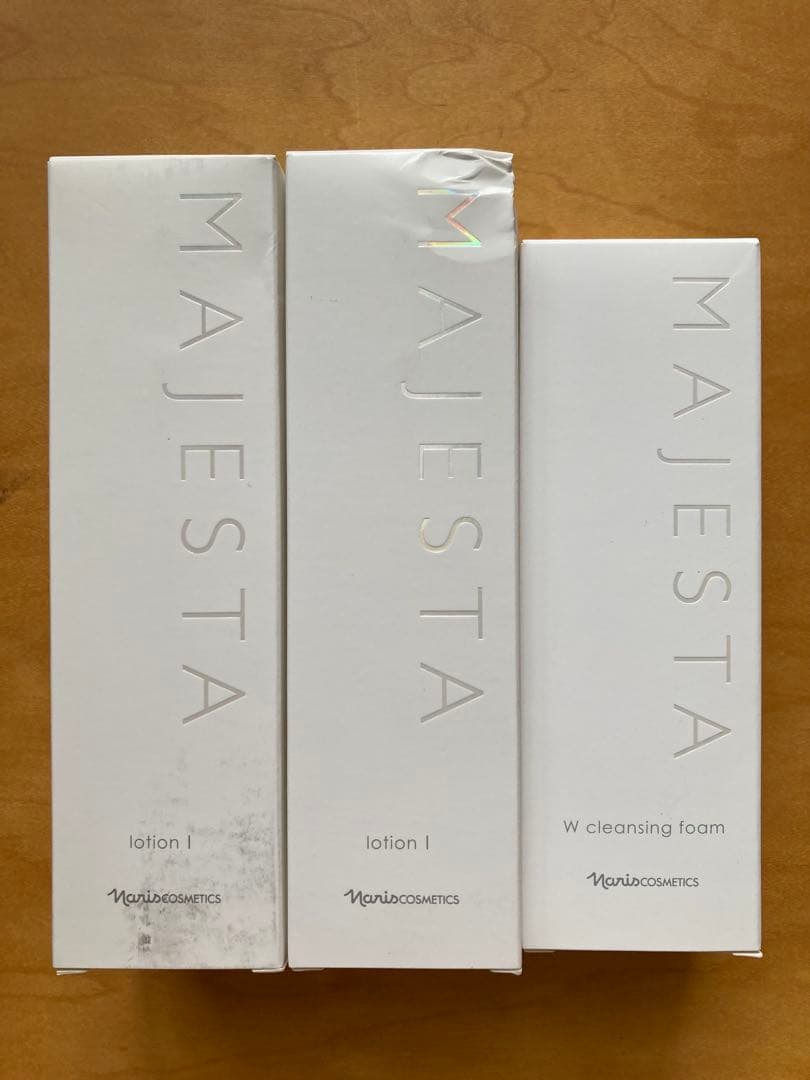 MAJESTA
lotion I
NarisCOSMETICS
MAJESTA
lotion I
NarisCOSMETICS
MAJESTA
W cleansing foam
NarisCOSMETICS